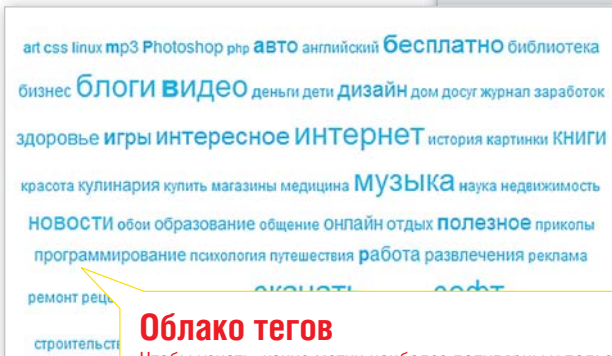 art css linux mp3 Photoshop php авто английский бесплатно библиотека
бизнес блоги видео деньги дети дизайн дом досуг журнал заработок
здоровье игры интересное интернет история картинки книги
красота кулинария купить магазины медицина музыка наука недвижимость
новости обои образование общение онлайн отдых полезное приколы
программирование психология путешествия работа развлечения реклама
ремонт скачать софт
Облако тегов